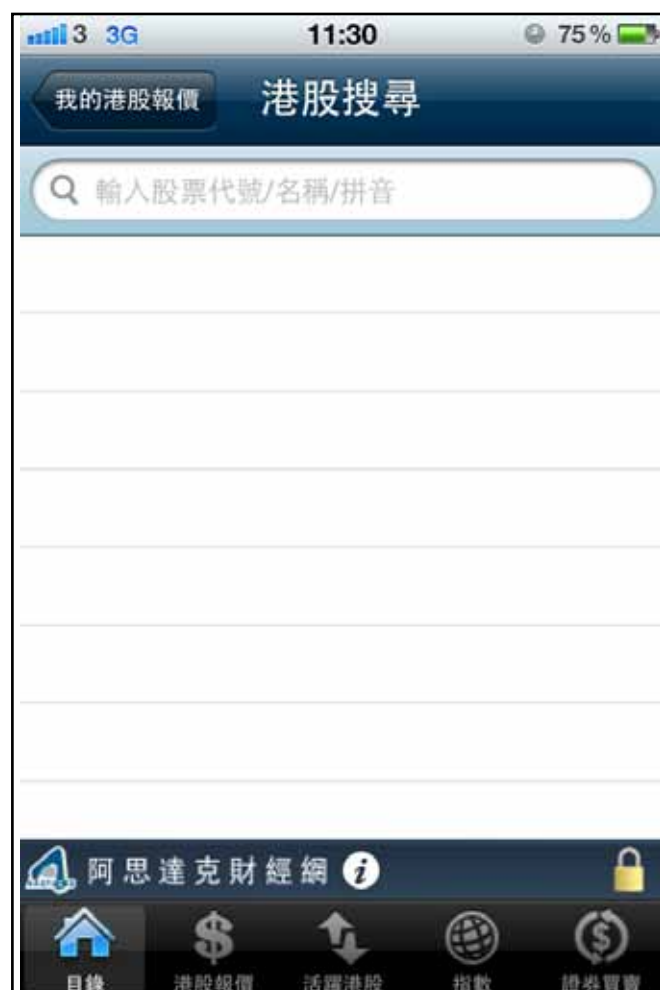 3 3G 11:30 75%
我的港股報價 港股搜尋
輸入股票代號/名稱/拼音
阿思達克財經網 i
目錄 港股報價 活躍港股 指數 證券買賣